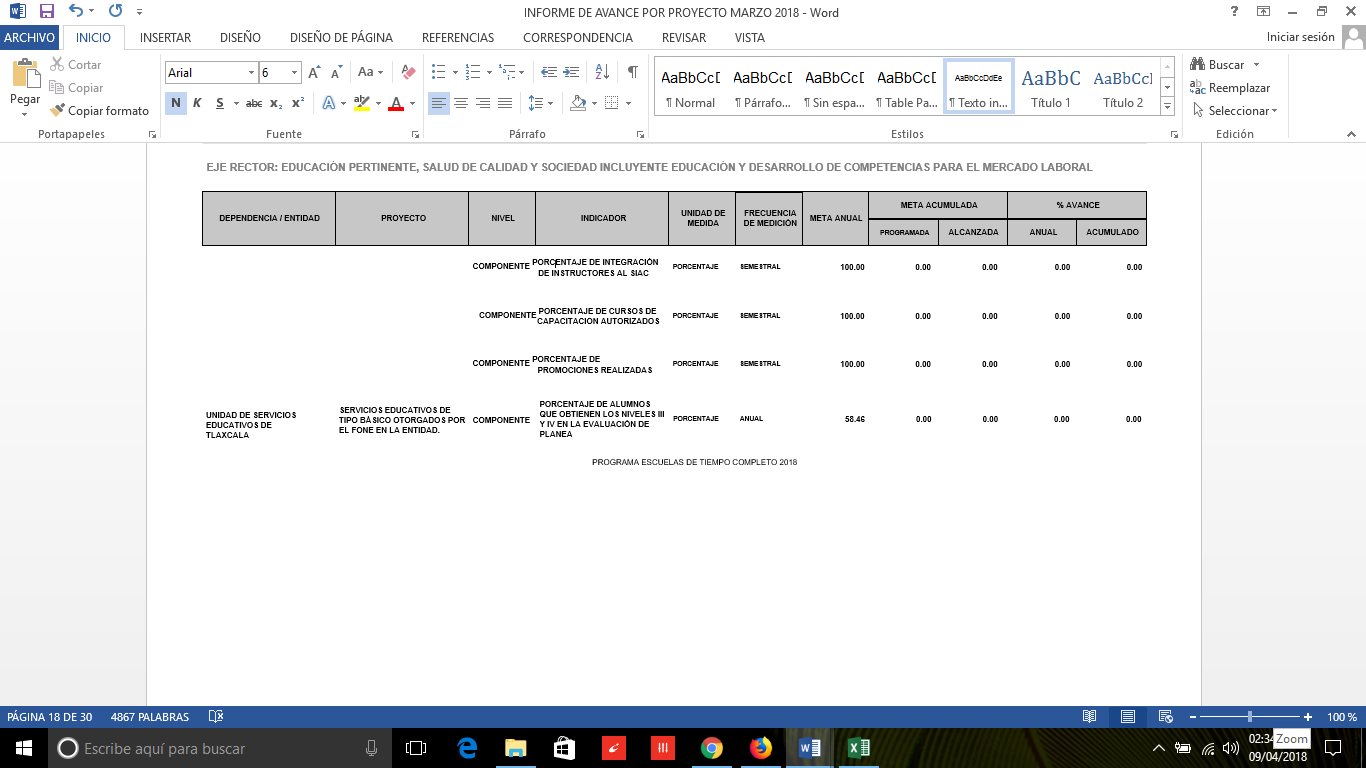 INFORME DE AVANCE POR PROYECTO MARZO 2018 - Word
ARCHIVO INICIO INSERTAR DISEÑO DISEÑO DE PÁGINA REFERENCIAS CORRESPONDENCIA REVISAR VISTA Iniciar sesión
Pegar
Cortar
Copiar
Copiar formato
Portapapeles
Arial 6
Aa
N K S abc x₂ x²
Fuente
Párrafo
AaBbCcI AaBbCcI AaBbCcI AaBbCcI AaBbCcDdEe AaBbC AaBbCcI
¶ Normal ¶ Párrafo... ¶ Sin espa... ¶ Table Pa... ¶ Texto in... Título 1 Título 2
Estilos
Buscar
Reemplazar
Seleccionar
Edición
EJE RECTOR: EDUCACIÓN PERTINENTE, SALUD DE CALIDAD Y SOCIEDAD INCLUYENTE EDUCACIÓN Y DESARROLLO DE COMPETENCIAS PARA EL MERCADO LABORAL
DEPENDENCIA / ENTIDAD
PROYECTO
NIVEL
INDICADOR
UNIDAD DE
MEDIDA
FRECUENCIA
DE MEDICIÓN
META ANUAL
META ACUMULADA
PROGRAMADA ALCANZADA
% AVANCE
ANUAL ACUMULADO
COMPONENTE
PORCENTAJE DE INTEGRACIÓN
DE INSTRUCTORES AL SIAC
PORCENTAJE SEMESTRAL 100.00 0.00 0.00 0.00 0.00
COMPONENTE
PORCENTAJE DE CURSOS DE
CAPACITACION AUTORIZADOS
PORCENTAJE SEMESTRAL 100.00 0.00 0.00 0.00 0.00
COMPONENTE
PORCENTAJE DE
PROMOCIONES REALIZADAS
PORCENTAJE SEMESTRAL 100.00 0.00 0.00 0.00 0.00
UNIDAD DE SERVICIOS
EDUCATIVOS DE
TLAXCALA
SERVICIOS EDUCATIVOS DE
TIPO BÁSICO OTORGADOS POR
EL FONE EN LA ENTIDAD.
COMPONENTE
PORCENTAJE DE ALUMNOS
QUE OBTIENEN LOS NIVELES III
Y IV EN LA EVALUACIÓN DE
PLANEA
PORCENTAJE ANUAL 58.46 0.00 0.00 0.00 0.00
PROGRAMA ESCUELAS DE TIEMPO COMPLETO 2018
PÁGINA 18 DE 30 4867 PALABRAS 100 %
Escribe aquí para buscar
02:34
Zoom
09/04/2018